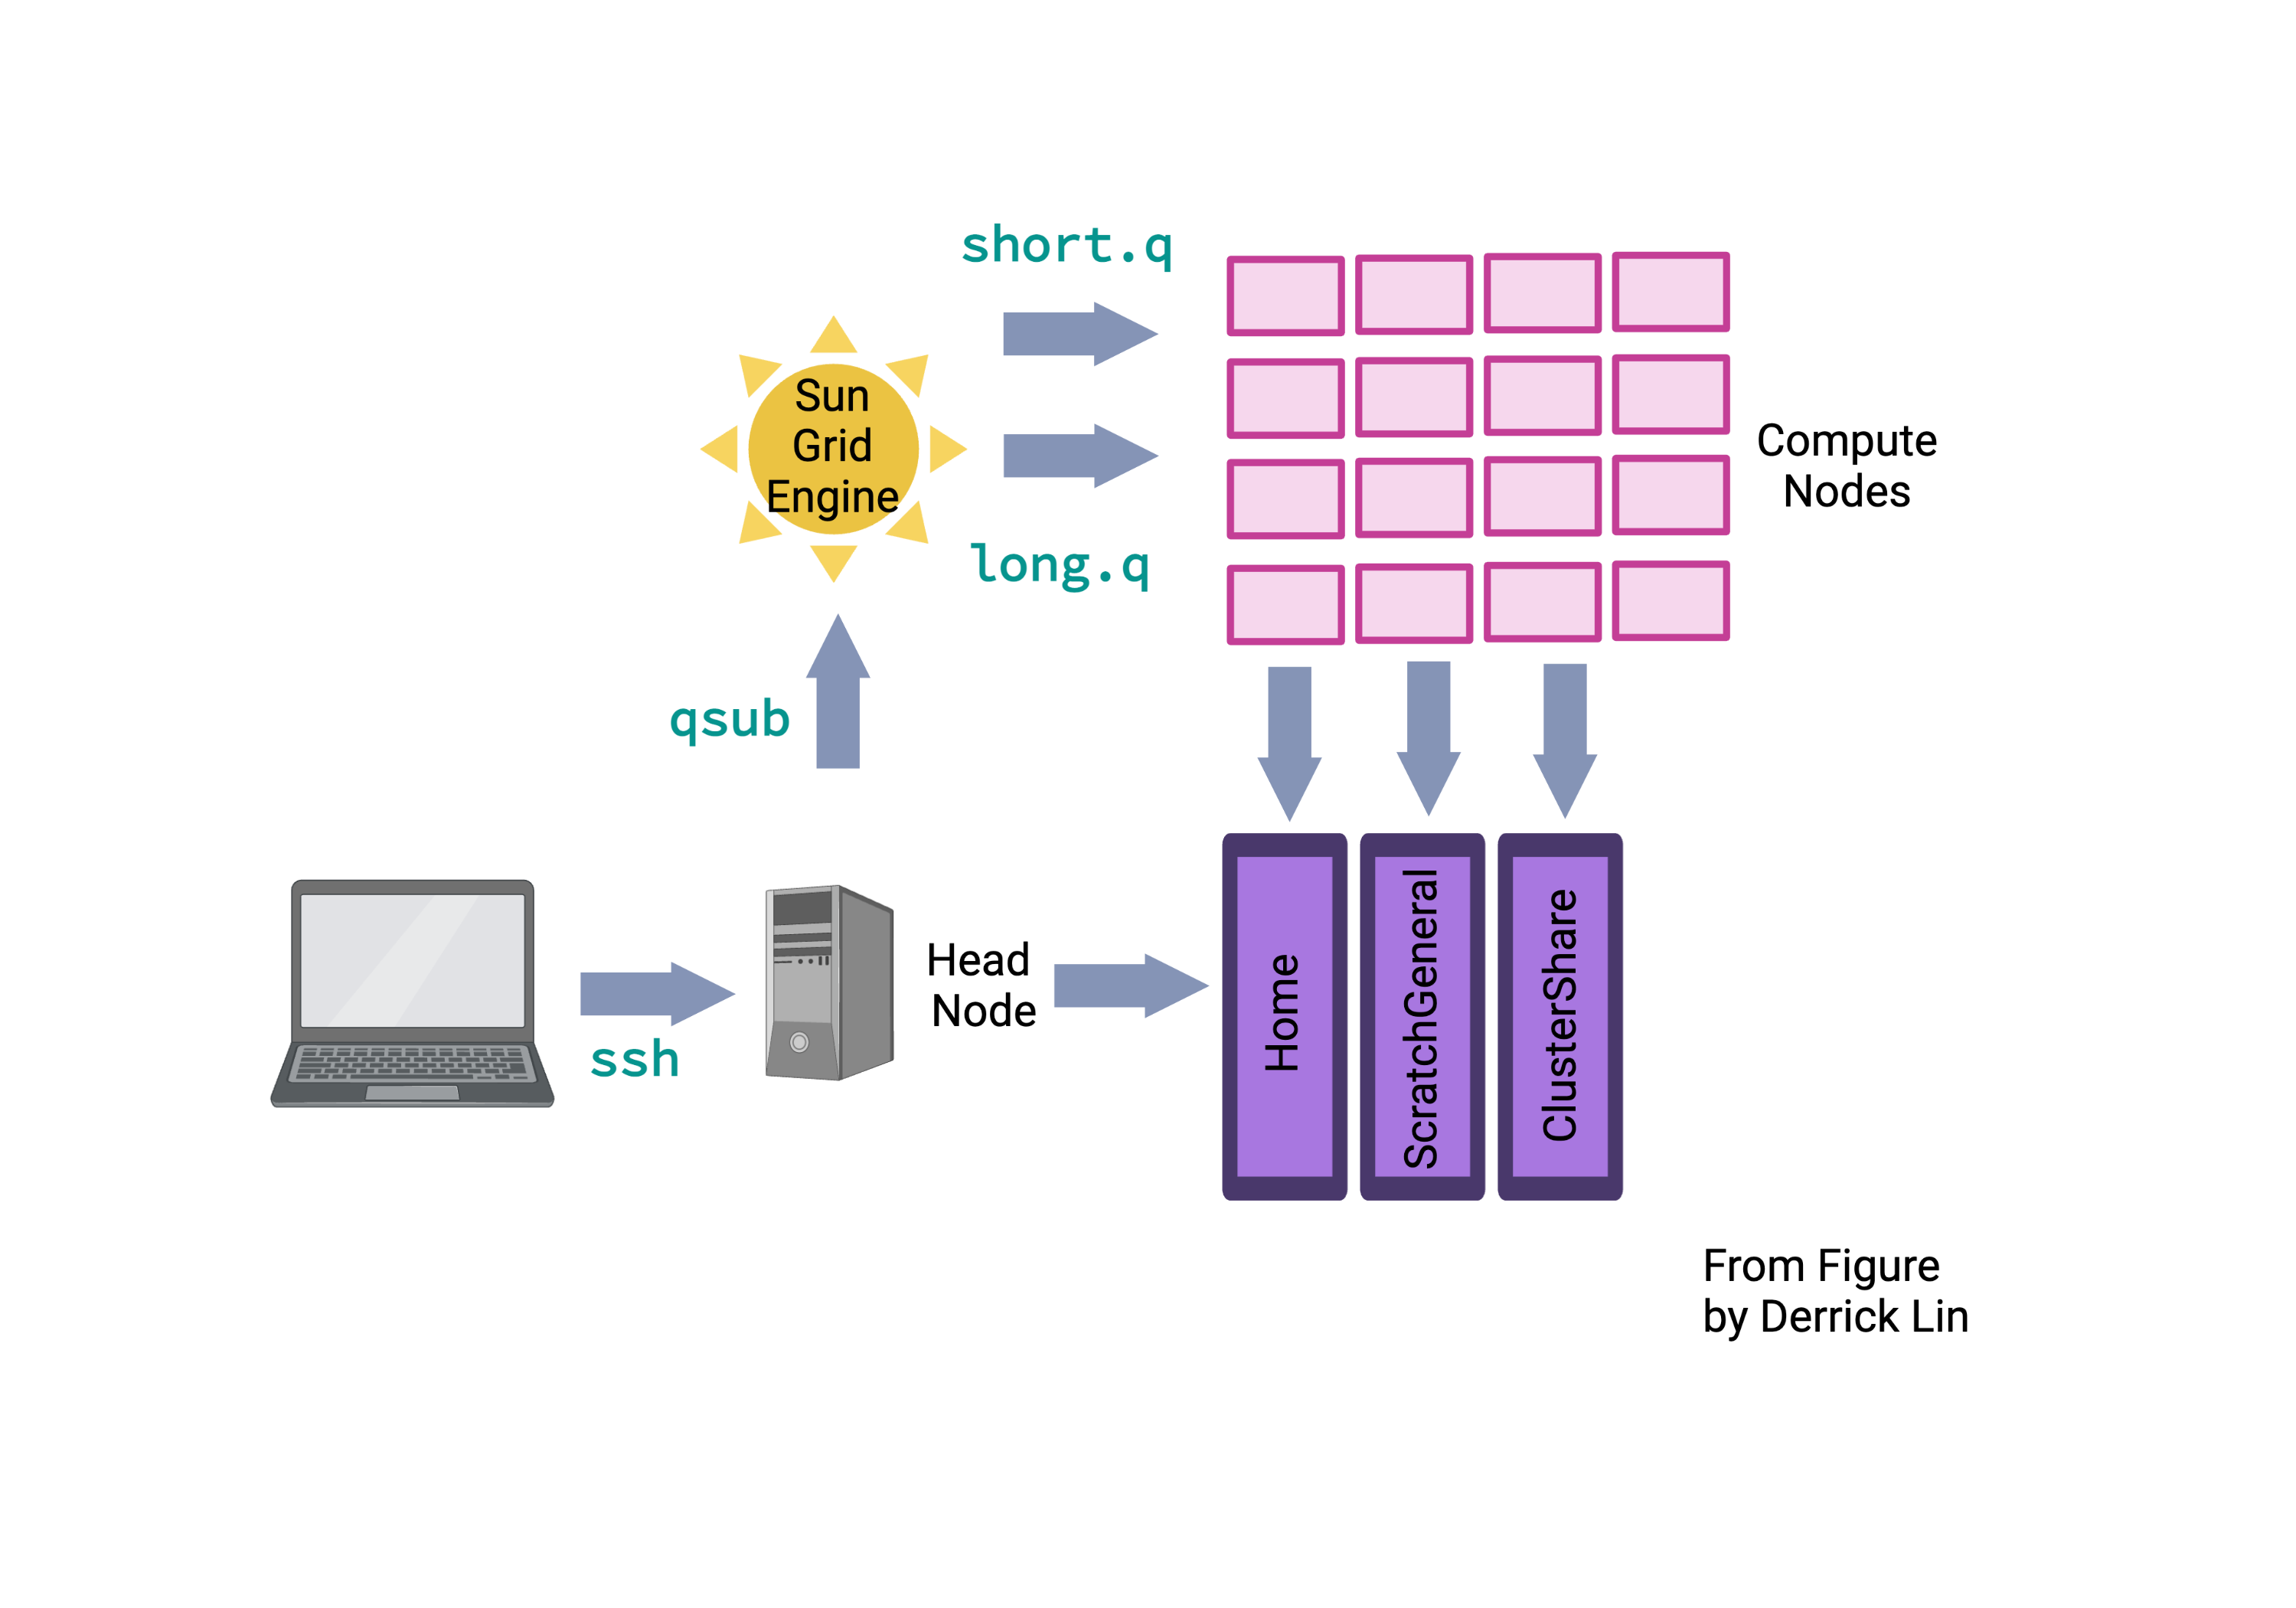 short.q
Sun
Grid
Engine
long.q
Compute
Nodes
qsub
ssh
Head
Node
Home
ScratchGeneral
ClusterShare
From Figure
by Derrick Lin